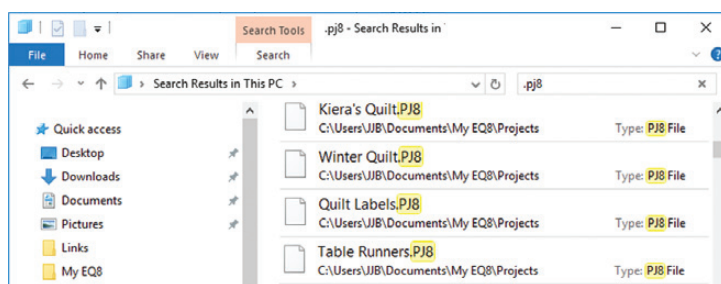 Search Tools
.pj8 - Search Results in
File
Home
Share
View
Search
Search Results in This PC
.pj8
Quick access
Desktop
Downloads
Documents
Pictures
Links
My EQ8
Kiera's Quilt.PJ8
C:\Users\JJB\Documents\My EQ8\Projects
Type: PJ8 File
Winter Quilt.PJ8
C:\Users\JJB\Documents\My EQ8\Projects
Type: PJ8 File
Quilt Labels.PJ8
C:\Users\JJB\Documents\My EQ8\Projects
Type: PJ8 File
Table Runners.PJ8
C:\Users\JJB\Documents\My EQ8\Projects
Type: PJ8 File